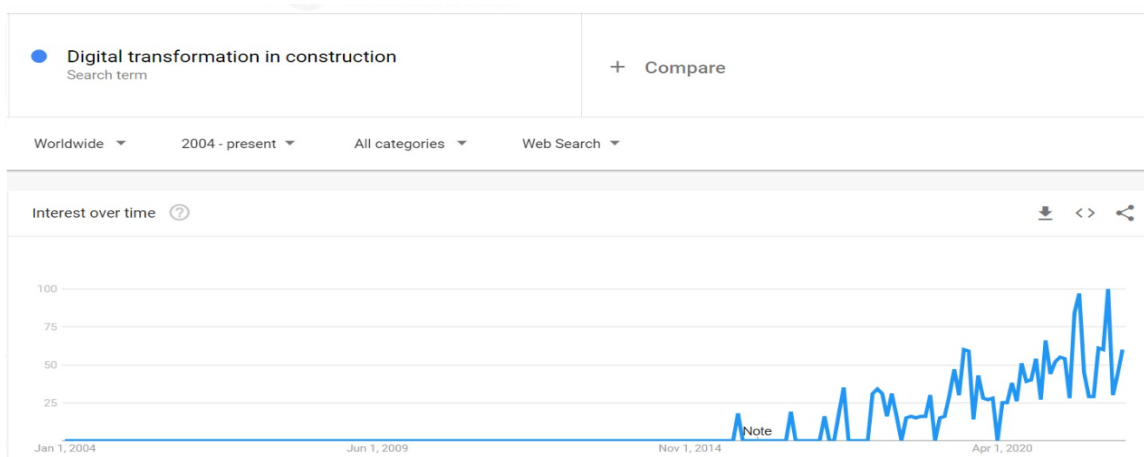 Digital transformation in construction
Search term
+ Compare
Worldwide
2004 - present
All categories
Web Search
Interest over time
100
75
50
25
Note
Jan 1, 2004
Jun 1, 2009
Nov 1, 2014
Apr 1, 2020